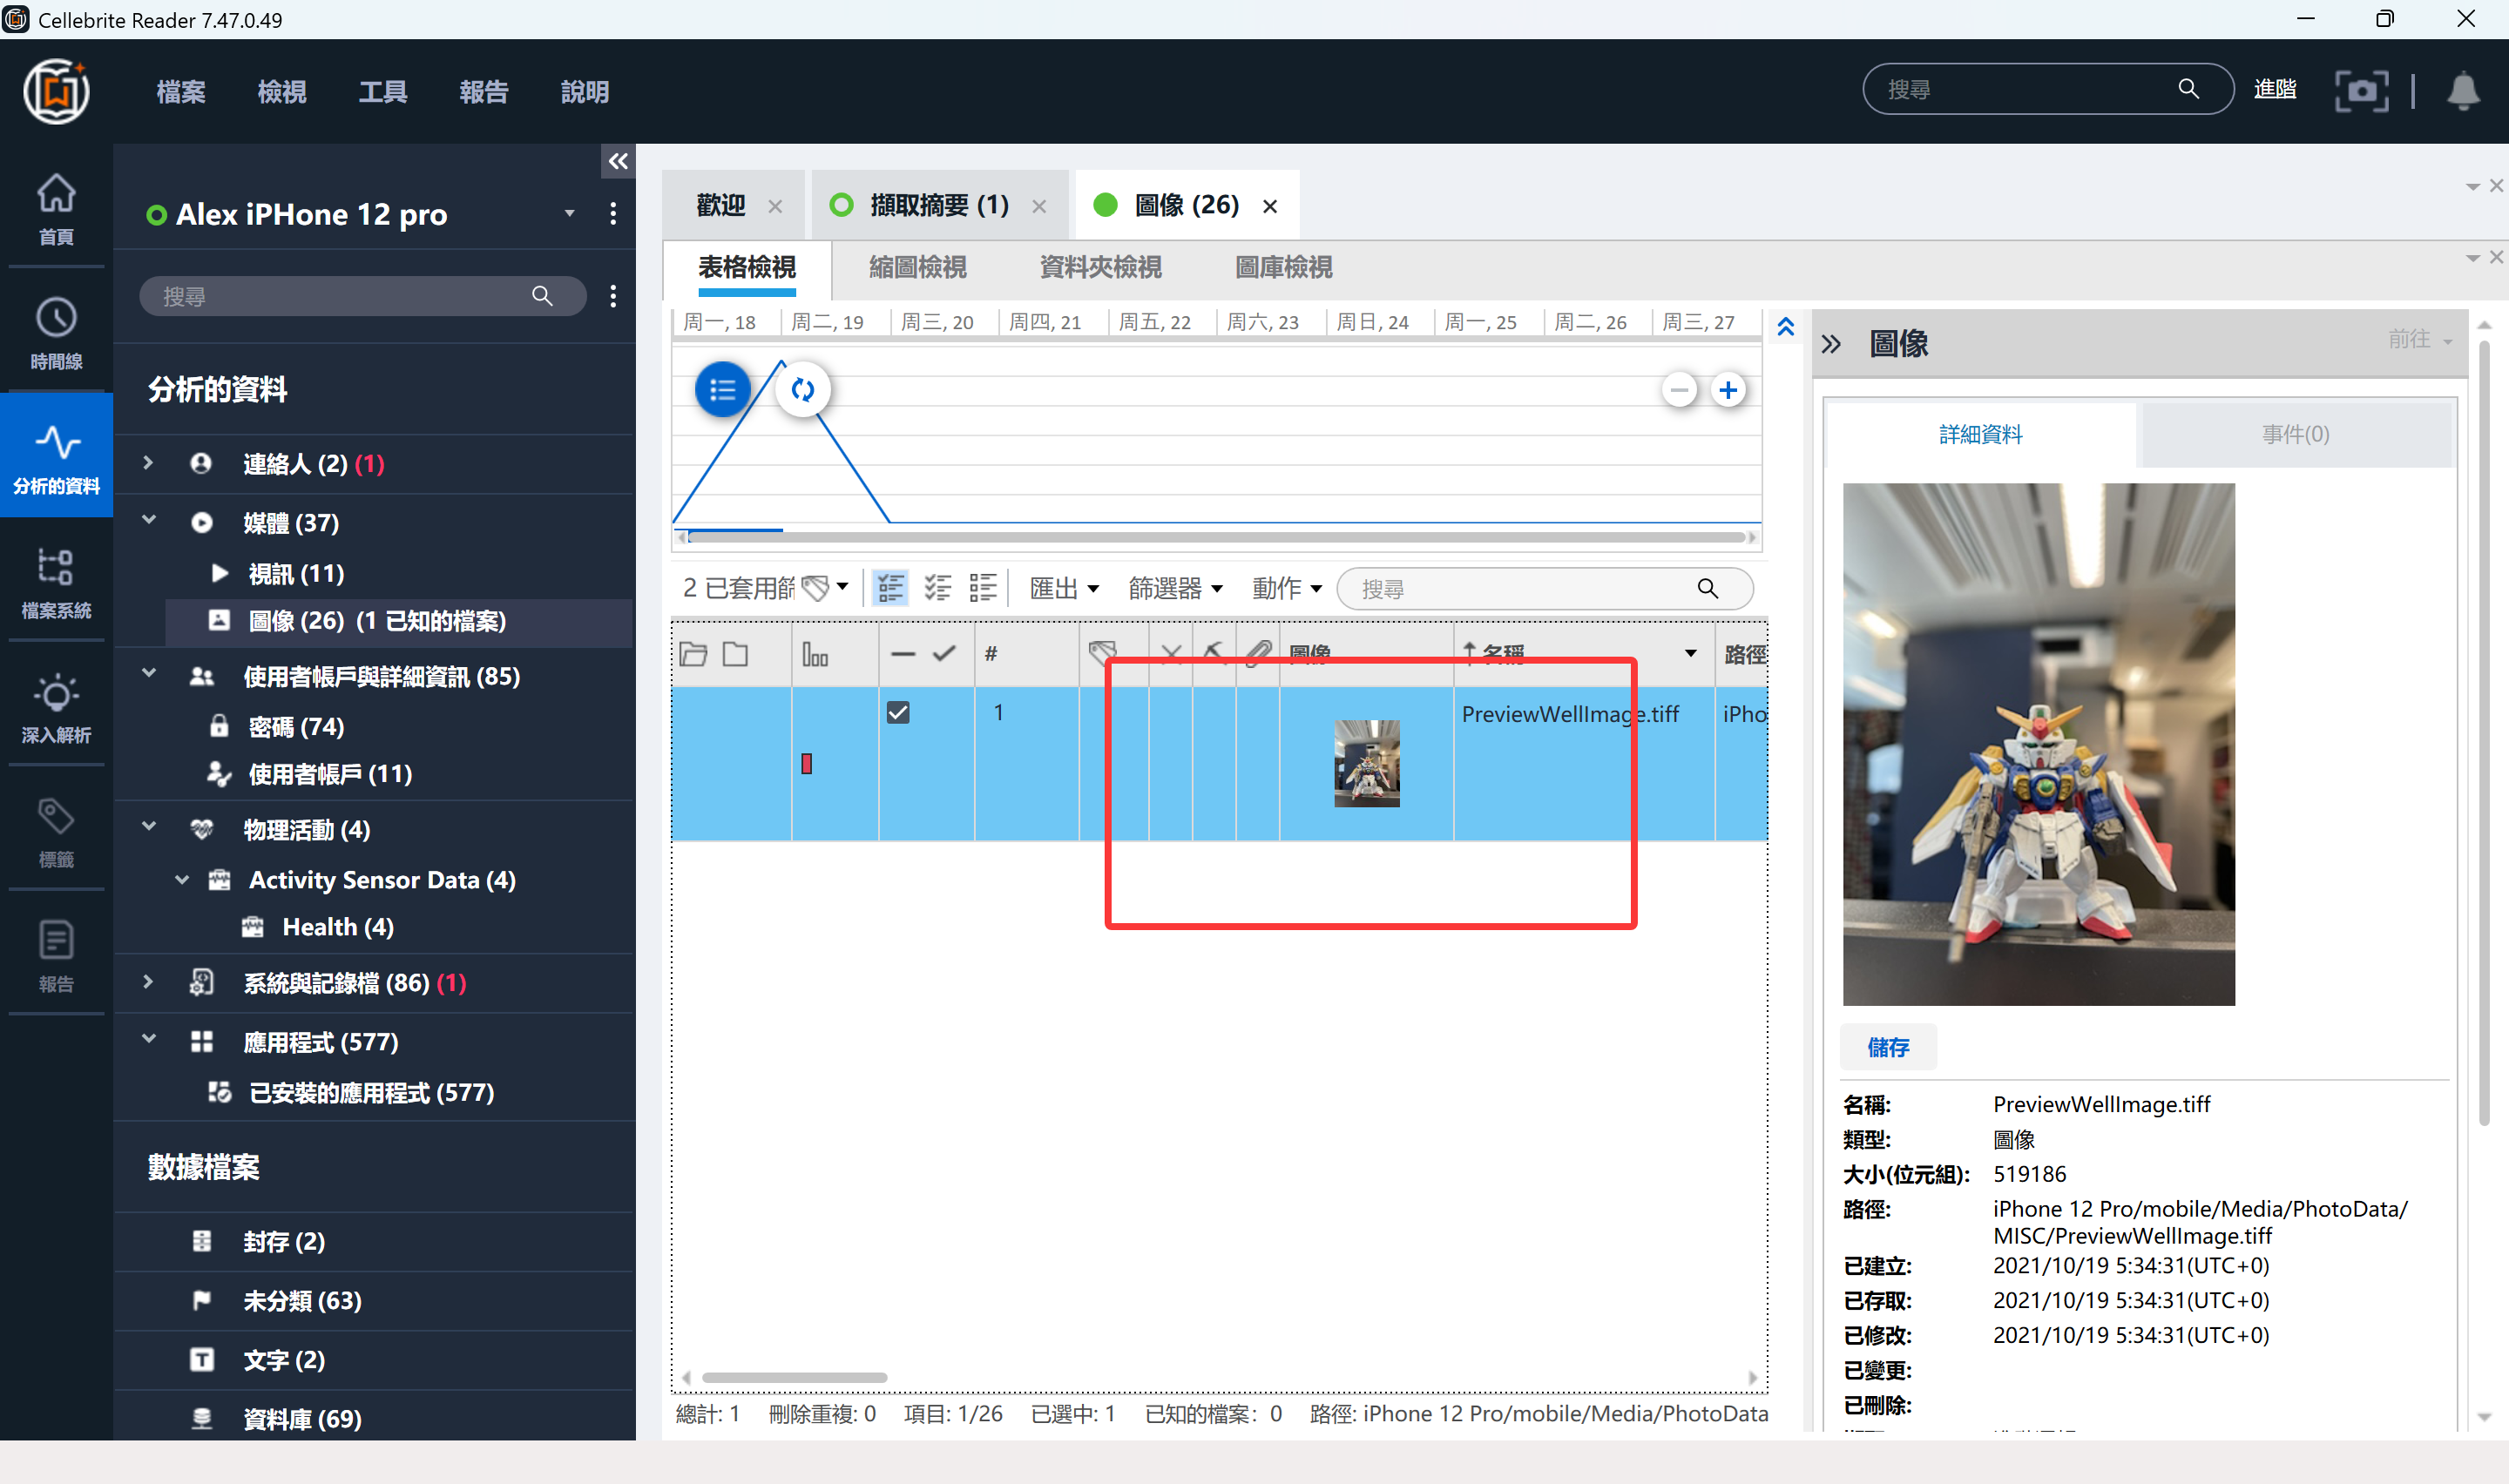 Cellebrite Reader 7.47.0.49
檔案 檢視 工具 報告 說明
搜尋 進階
首頁
時間線
分析的資料
檔案系統
深入解析
標籤
報告
Alex iPHone 12 pro
搜尋
分析的資料
連絡人 (2) (1)
媒體 (37)
視訊 (11)
圖像 (26) (1 已知的檔案)
使用者帳戶與詳細資訊 (85)
密碼 (74)
使用者帳戶 (11)
物理活動 (4)
Activity Sensor Data (4)
Health (4)
系統與記錄檔 (86) (1)
應用程式 (577)
已安裝的應用程式 (577)
數據檔案
封存 (2)
未分類 (63)
文字 (2)
資料庫 (69)
歡迎 擷取摘要 (1) 圖像 (26)
表格檢視 縮圖檢視 資料夾檢視 圖庫檢視
周一, 18 周二, 19 周三, 20 周四, 21 周五, 22 周六, 23 周日, 24 周一, 25 周二, 26 周三, 27
2 已套用篩 匯出 篩選器 動作 搜尋
# 圖像 名稱 路徑
1 PreviewWellImage.tiff iPho
總計: 1 刪除重複: 0 項目: 1/26 已選中: 1 已知的檔案: 0 路徑: iPhone 12 Pro/mobile/Media/PhotoData
圖像 前往
詳細資料 事件(0)
儲存
名稱: PreviewWellImage.tiff
類型: 圖像
大小(位元組): 519186
路徑: iPhone 12 Pro/mobile/Media/PhotoData/
MISC/PreviewWellImage.tiff
已建立: 2021/10/19 5:34:31(UTC+0)
已存取: 2021/10/19 5:34:31(UTC+0)
已修改: 2021/10/19 5:34:31(UTC+0)
已變更:
已刪除: